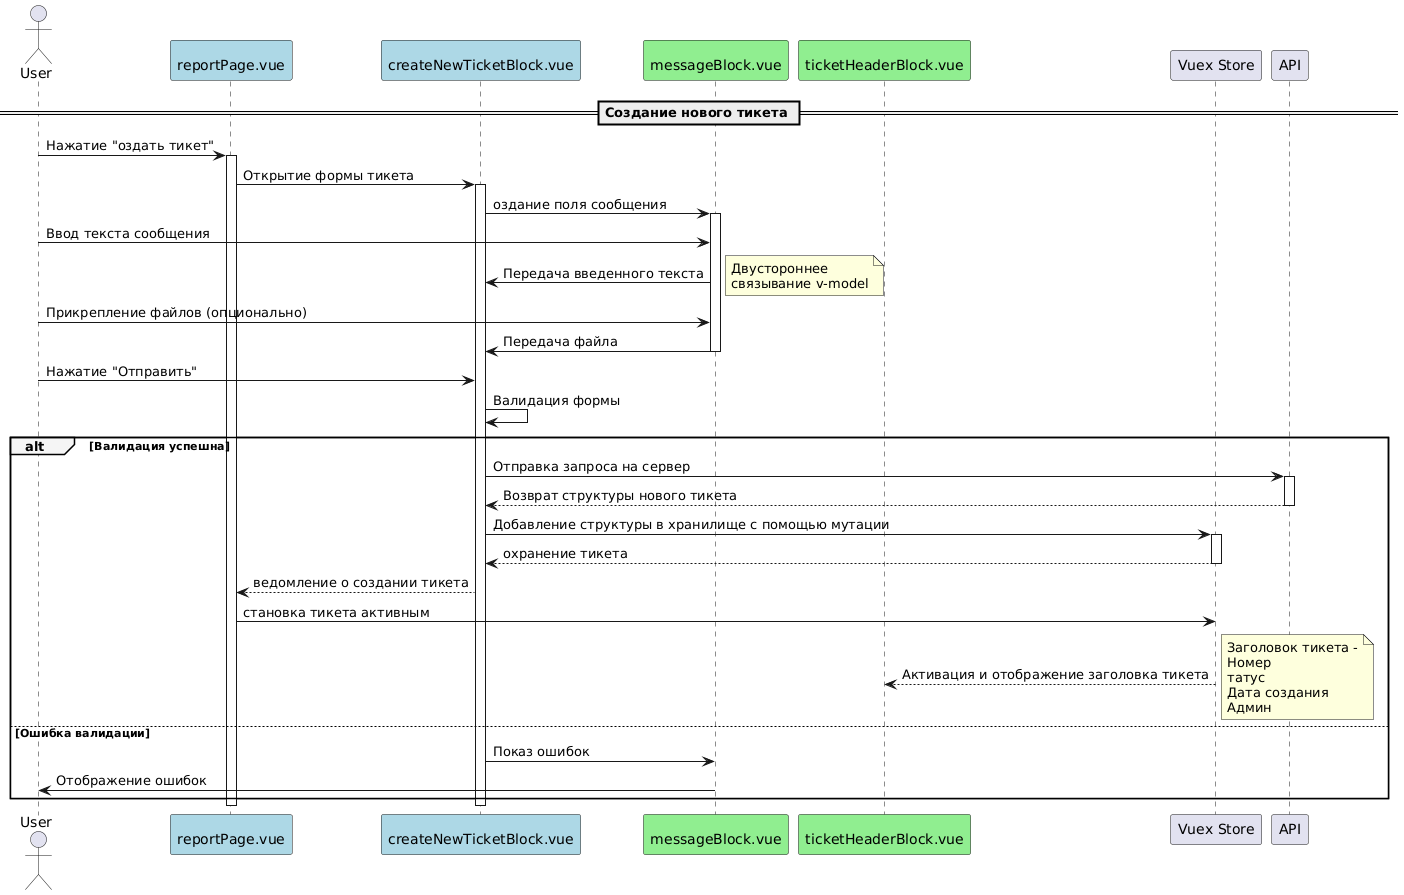 User
reportPage.vue
createNewTicketBlock.vue
messageBlock.vue
ticketHeaderBlock.vue
Vuex Store
API
Создание нового тикета
Нажатие "оздать тикет"
Открытие формы тикета
оздание поля сообщения
Ввод текста сообщения
Передача введенного текста
Двустороннее
связывание v-model
Прикрепление файлов (опционально)
Передача файла
Нажатие "Отправить"
Валидация формы
alt
[Валидация успешна]
Отправка запроса на сервер
Возврат структуры нового тикета
Добавление структуры в хранилище с помощью мутации
охранение тикета
ведомление о создании тикета
становка тикета активным
Активация и отображение заголовка тикета
Заголовок тикета -
Номер
татус
Дата создания
Админ
[Ошибка валидации]
Показ ошибок
Отображение ошибок
User
reportPage.vue
createNewTicketBlock.vue
messageBlock.vue
ticketHeaderBlock.vue
Vuex Store
API